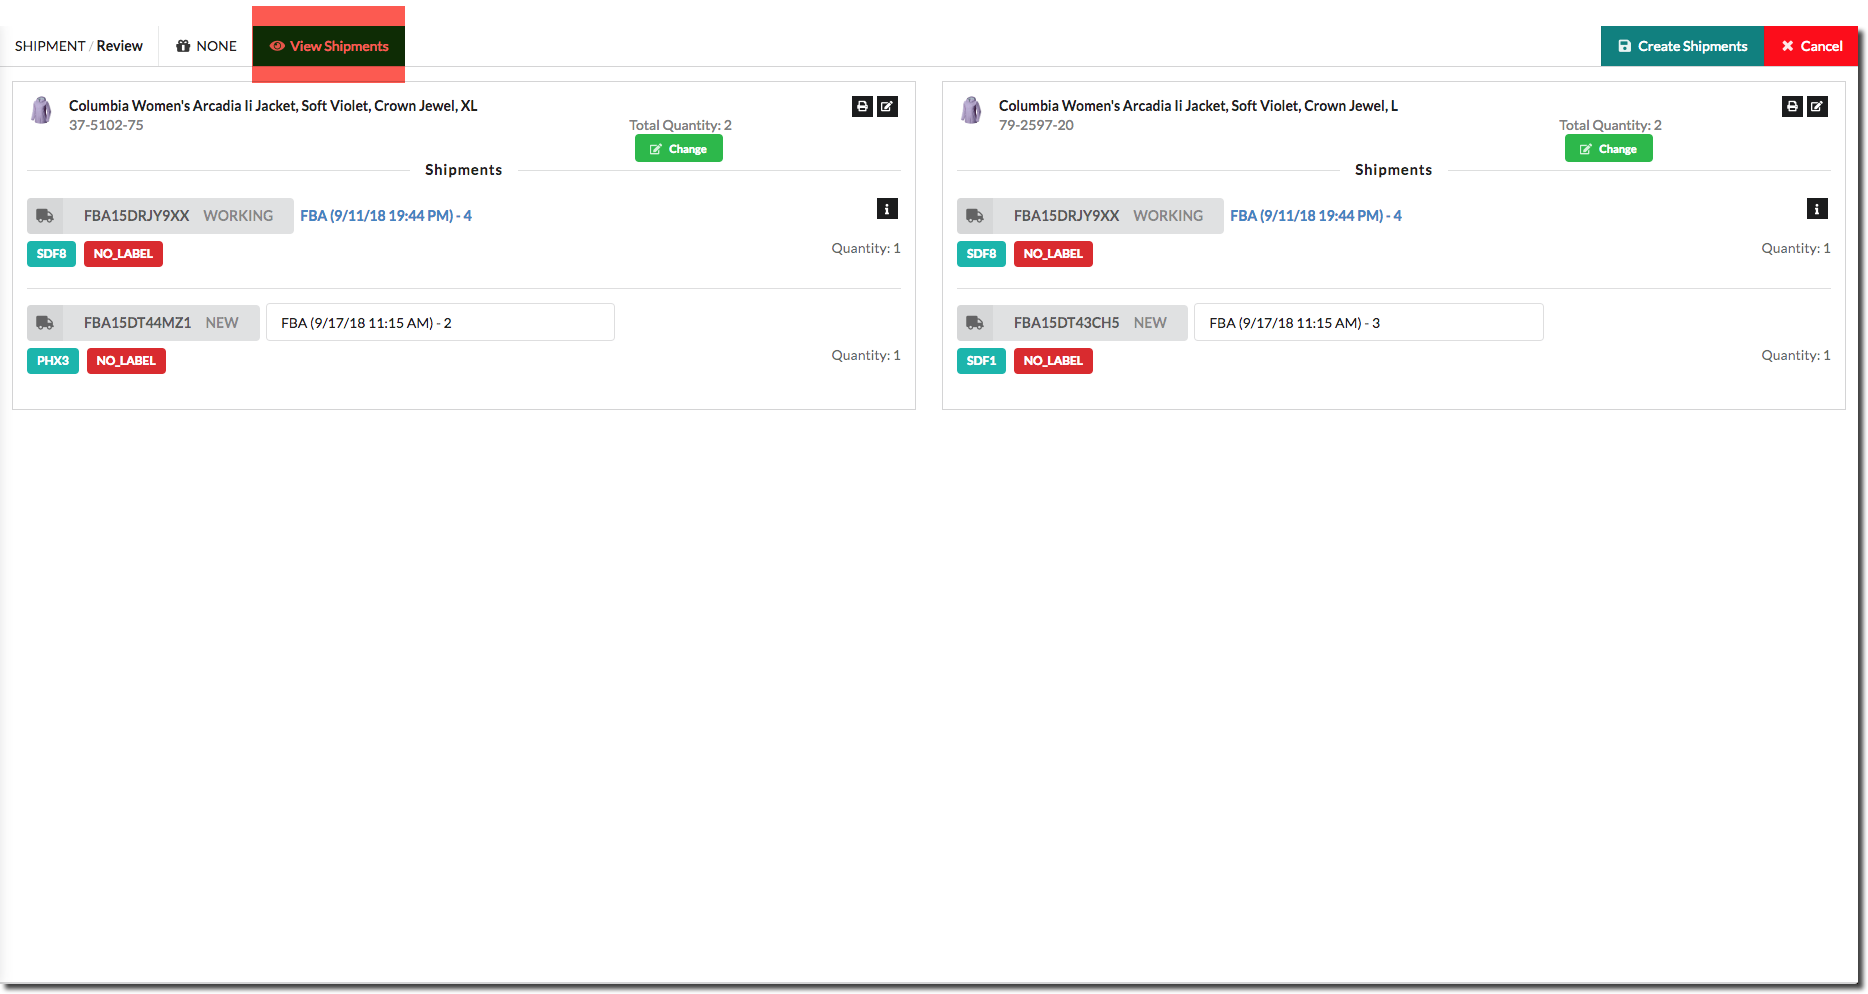 SHIPMENT / Review
NONE
View Shipments
Create Shipments
Cancel
Columbia Women's Arcadia Ii Jacket, Soft Violet, Crown Jewel, XL
37-5102-75
Total Quantity: 2
Change
Shipments
FBA15DRJY9XX WORKING FBA (9/11/18 19:44 PM) - 4
SDF8 NO_LABEL
Quantity: 1
FBA15DT44MZ1 NEW FBA (9/17/18 11:15 AM) - 2
PHX3 NO_LABEL
Quantity: 1
Columbia Women's Arcadia Ii Jacket, Soft Violet, Crown Jewel, L
79-2597-20
Total Quantity: 2
Change
Shipments
FBA15DRJY9XX WORKING FBA (9/11/18 19:44 PM) - 4
SDF8 NO_LABEL
Quantity: 1
FBA15DT43CH5 NEW FBA (9/17/18 11:15 AM) - 3
SDF1 NO_LABEL
Quantity: 1